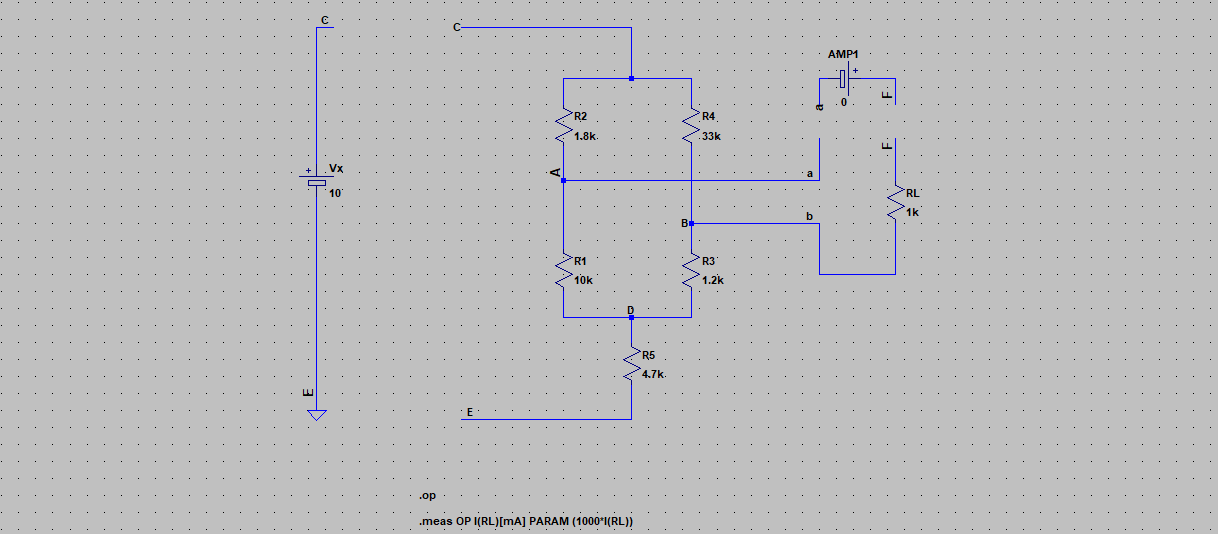 C
C
AMP1
+
0
a
F
R2
1.8k
R4
33k
F
A
a
+
Vx
10
RL
1k
B
b
R1
10k
R3
1.2k
D
R5
4.7k
E
E
.op
.meas OP I(RL)[mA] PARAM (1000*I(RL))